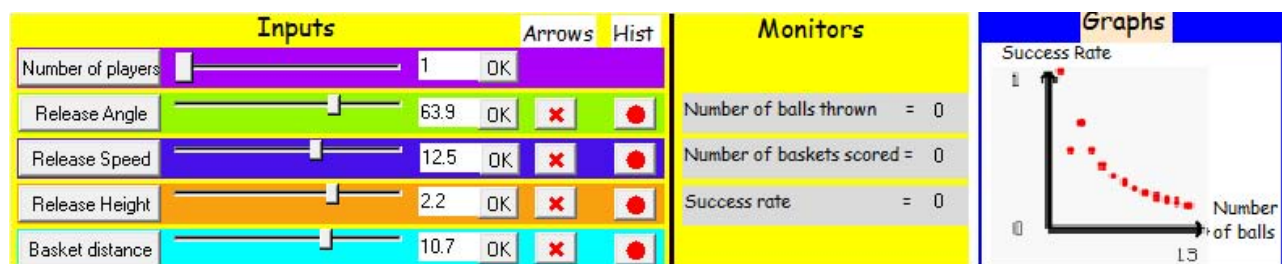 Inputs
Arrows Hist
Number of players 1 OK
Release Angle 63.9 OK
Release Speed 12.5 OK
Release Height 2.2 OK
Basket distance 10.7 OK
Monitors
Number of balls thrown = 0
Number of baskets scored = 0
Success rate = 0
Graphs
Success Rate
1
0
Number
of balls
13